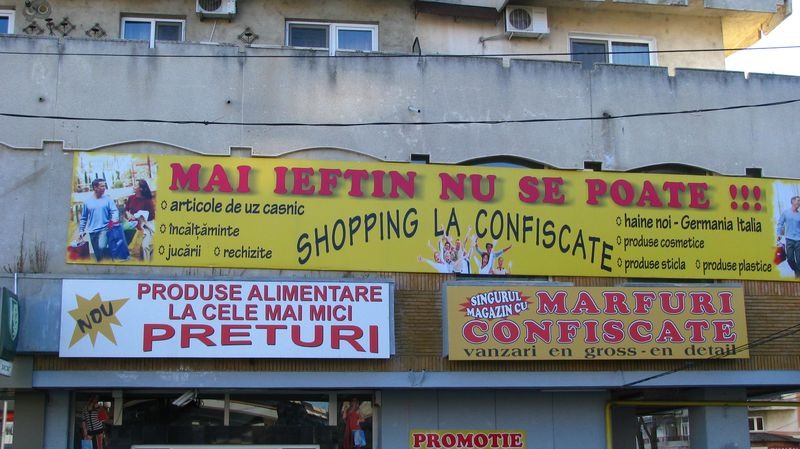 MAI IEFTIN NU SE POATE !!!
articole de uz casnic
încălțăminte
jucării rechizite
SHOPPING LA CONFISCATE
haine noi - Germania Italia
produse cosmetice
produse sticla produse plastice
NOU
PRODUSE ALIMENTARE
LA CELE MAI MICI
PRETURI
SINGURUL
MAGAZIN CU
MARFURI
CONFISCATE
vanzari en gross - en detail
PROMOTIE